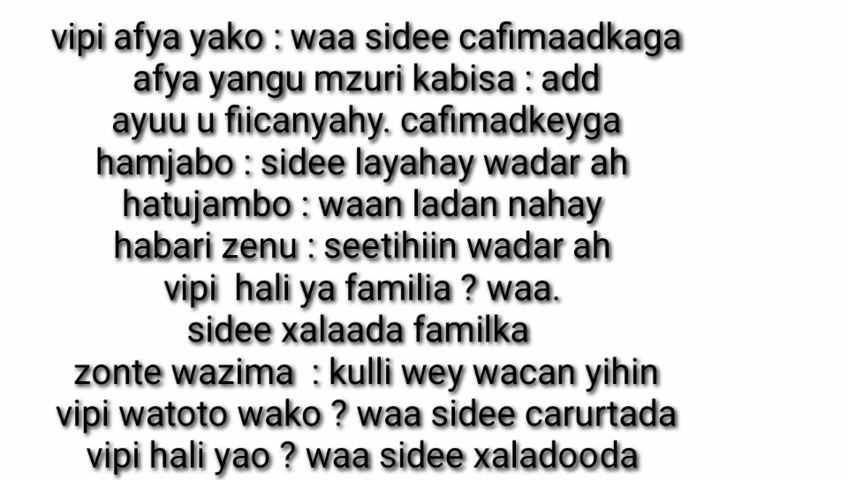 vipi afya yako : waa sidee cafimaadkaga
afya yangu mzuri kabisa : add
ayuu u fiicanyahy. cafimadkeyga
hamjabo : sidee layahay wadar ah
hatujambo : waan ladan nahay
habari zenu : seetihiin wadar ah
vipi hali ya familia ? waa.
sidee xalaada familka
zonte wazima : kulli wey wacan yihin
vipi watoto wako ? waa sidee carurtada
vipi hali yao ? waa sidee xaladooda